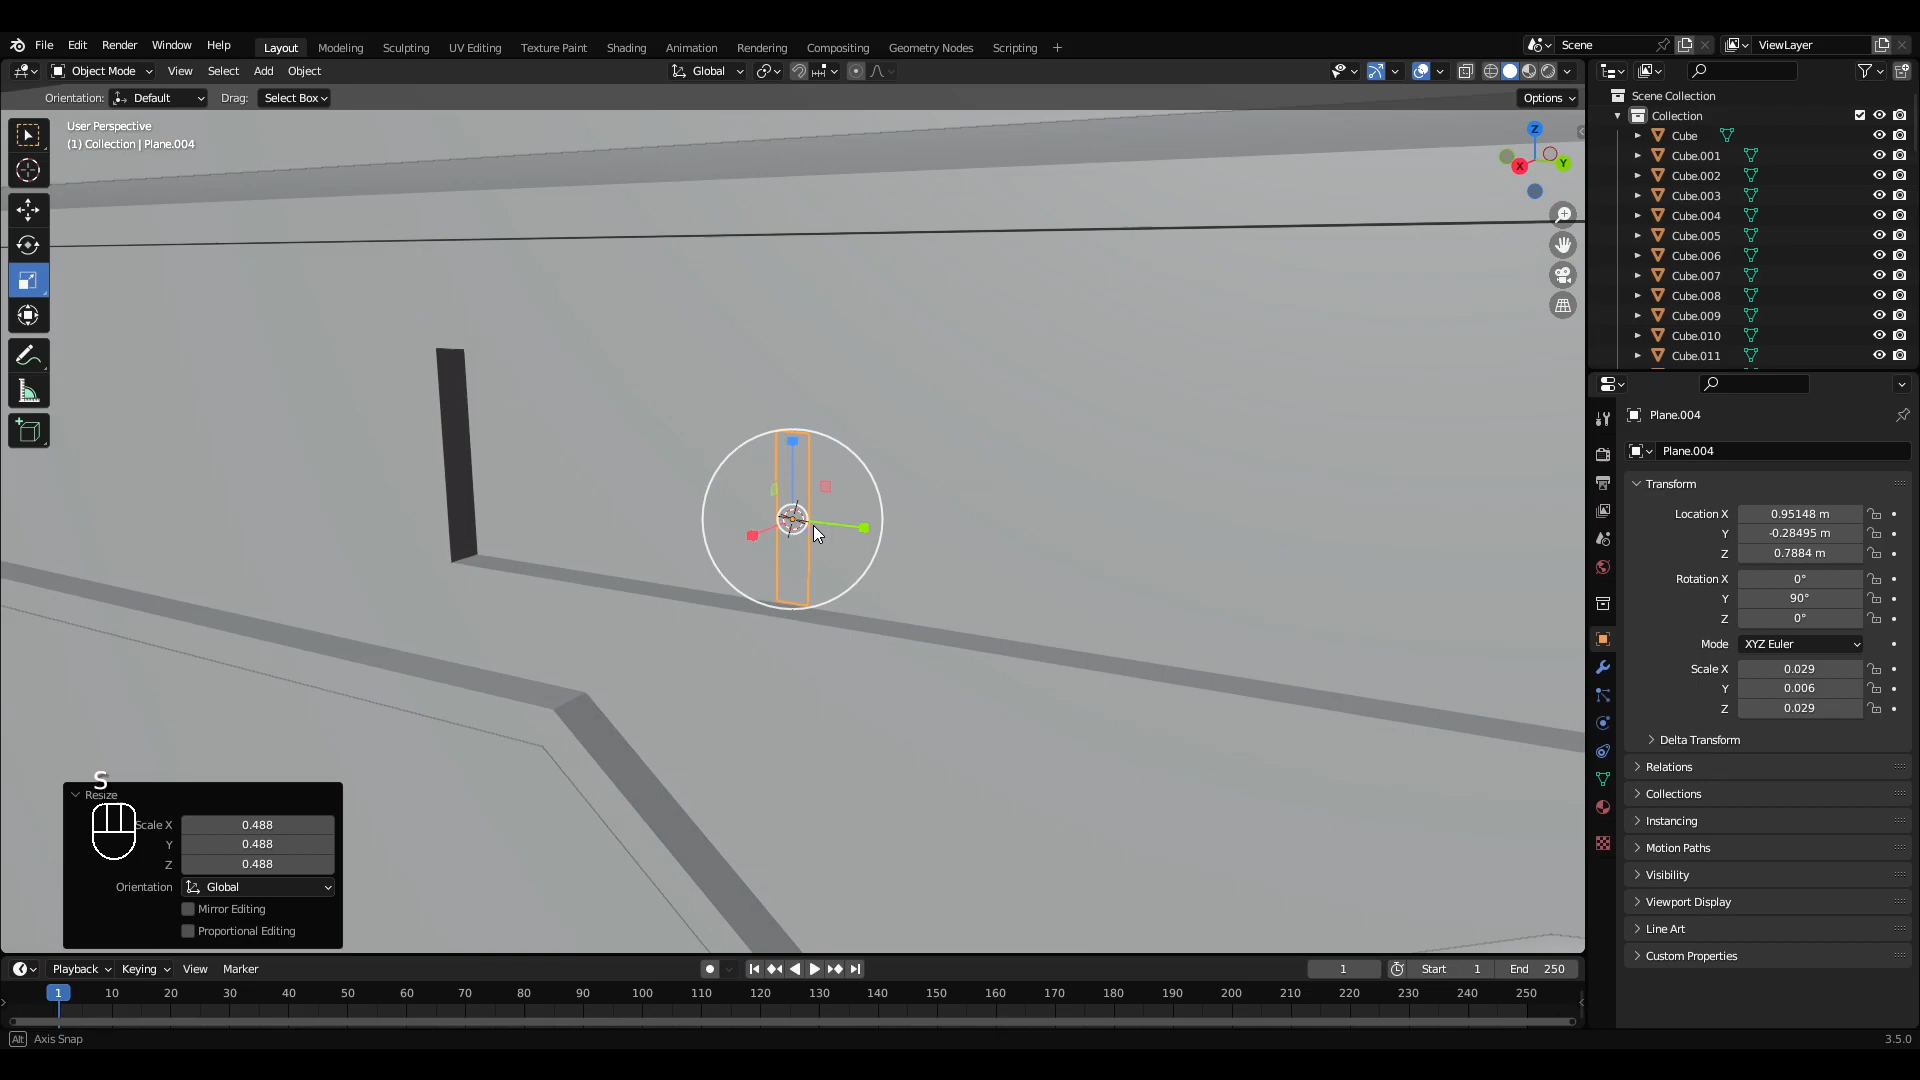 File Edit Render Window Help Layout Modeling Sculpting UV Editing Texture Paint Shading Animation Rendering Compositing Geometry Nodes Scripting + Scene ViewLayer
Object Mode View Select Add Object Global
Orientation: Default Drag: Select Box Options
User Perspective
(1) Collection | Plane.004
Z
X
Y
Scene Collection
Collection
Cube
Cube.001
Cube.002
Cube.003
Cube.004
Cube.005
Cube.006
Cube.007
Cube.008
Cube.009
Cube.010
Cube.011
Plane.004
Plane.004
Transform
Location X 0.95148 m
Y -0.28495 m
Z 0.7884 m
Rotation X 0°
Y 90°
Z 0°
Mode XYZ Euler
Scale X 0.029
Y 0.006
Z 0.029
Delta Transform
Relations
Collections
Instancing
Motion Paths
Visibility
Viewport Display
Line Art
Custom Properties
S
Resize
Scale X 0.488
Y 0.488
Z 0.488
Orientation Global
Mirror Editing
Proportional Editing
Playback Keying View Marker 1 Start 1 End 250
1 10 20 30 40 50 60 70 80 90 100 110 120 130 140 150 160 170 180 190 200 210 220 230 240 250
Alt Axis Snap 3.5.0